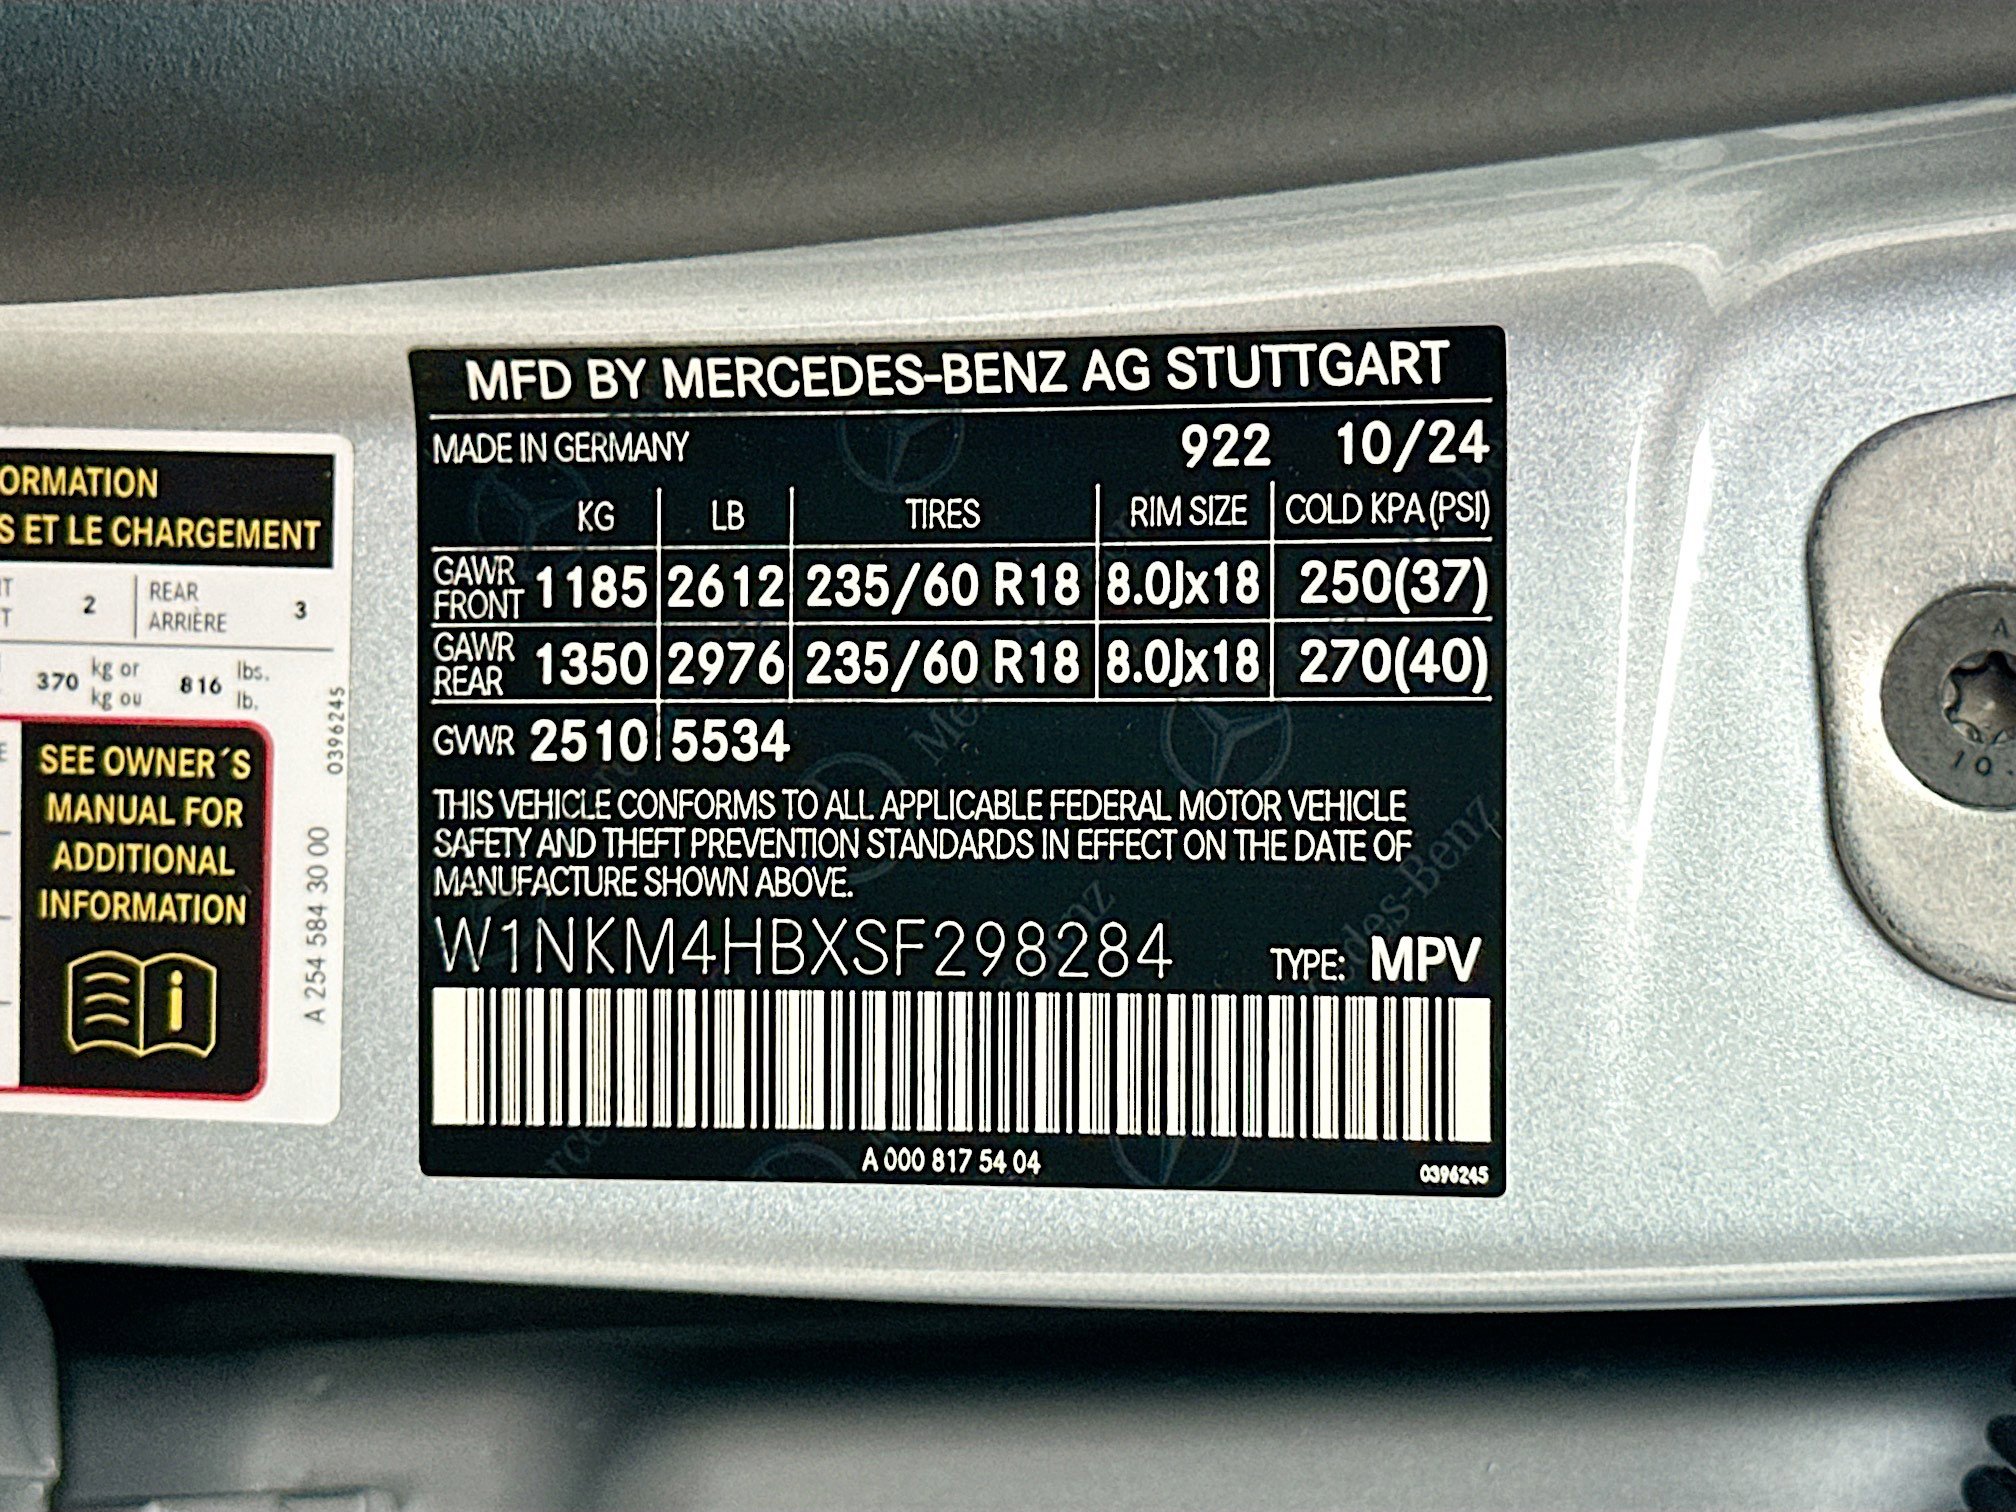 MFD BY MERCEDES-BENZ AG STUTTGART
MADE IN GERMANY 922 10/24
KG LB TIRES RIM SIZE COLD KPA (PSI)
GAWR FRONT 1185 2612 235/60 R18 8.0Jx18 250(37)
GAWR REAR 1350 2976 235/60 R18 8.0Jx18 270(40)
GVWR 2510 5534
THIS VEHICLE CONFORMS TO ALL APPLICABLE FEDERAL MOTOR VEHICLE
SAFETY AND THEFT PREVENTION STANDARDS IN EFFECT ON THE DATE OF
MANUFACTURE SHOWN ABOVE.
W1NKM4HBXSF298284 TYPE: MPV
A 000 817 54 04
0396245
ORMATION
S ET LE CHARGEMENT
2
REAR
ARRIÈRE
3
370 kg or 816 lbs.
kg ou lb.
SEE OWNER´S
MANUAL FOR
ADDITIONAL
INFORMATION
i
A 254 584 30 00 0396245
Mercedes-Benz
A
10